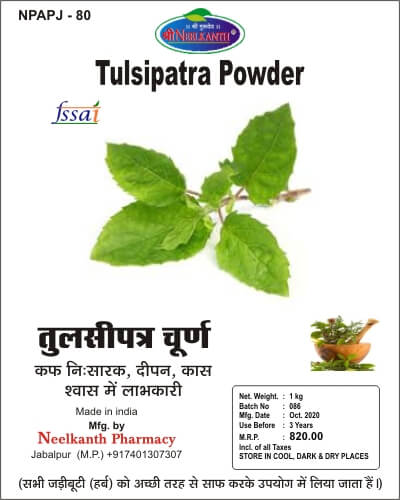 NPAPJ - 80
॥ श्री गुरुदेव ॥
श्री NEELKANTH®
Tulsipatra Powder
fssai
तुलसीपत्र चूर्ण
कफ निःसारक, दीपन, कास
श्वास में लाभकारी
Made in india
Mfg. by
Neelkanth Pharmacy
Jabalpur (M.P.) +917401307307
Net. Weight. : 1 kg
Batch No : 086
Mfg. Date : Oct. 2020
Use Before : 3 Years
M.R.P. : 820.00
Incl. of all Taxes
STORE IN COOL, DARK & DRY PLACES
(सभी जड़ीबूटी (हर्ब) को अच्छी तरह से साफ करके उपयोग में लिया जाता हैं।)